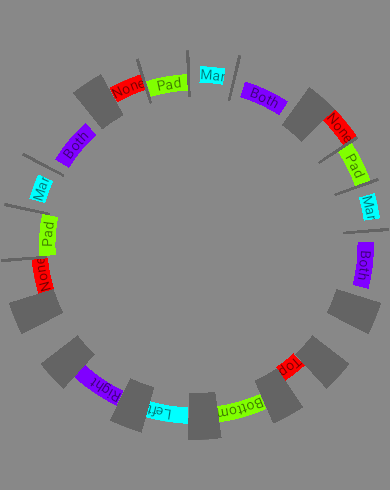 None
Pad
Mar
Both
None
Pad
Mar
Both
Top
Bottom
Left
Right
None
Pad
Mar
Both